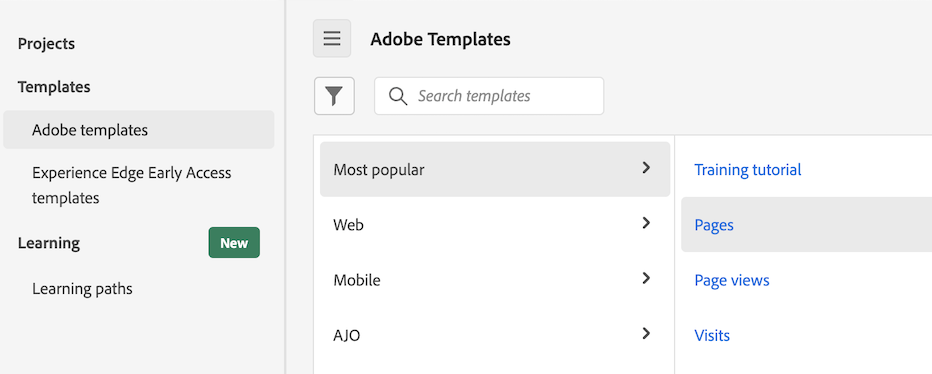 Projects
Templates
Adobe templates
Experience Edge Early Access
templates
Learning
New
Learning paths
Adobe Templates
Search templates
Most popular
Web
Mobile
AJO
Training tutorial
Pages
Page views
Visits